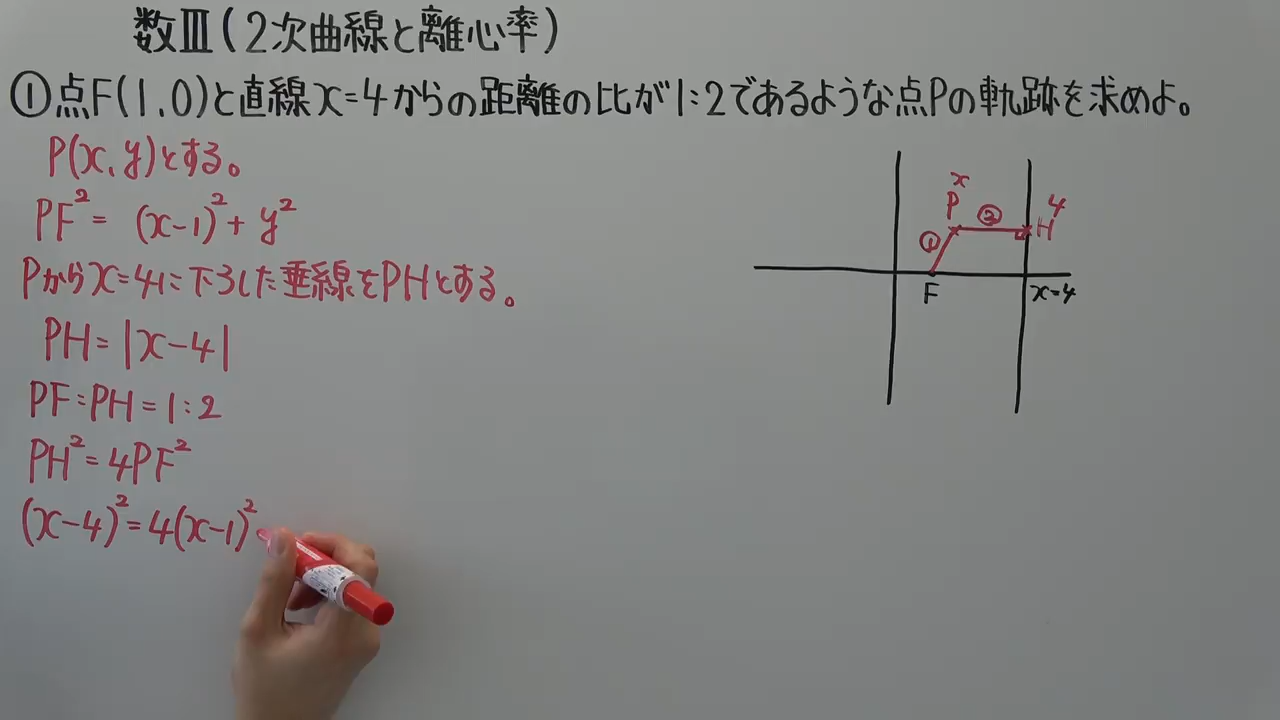 数Ⅲ(2次曲線と離心率)
①点F(1,0)と直線x=4からの距離の比が1:2であるような点Pの軌跡を求めよ。
P(x,y)とする。
PF²= (x-1)²+y²
Pからx=4に下ろした垂線をPHとする。
PH=|x-4|
PF:PH=1:2
PH²=4PF²
(x-4)²=4(x-1)²
x
P ② H 4
①
F x=4